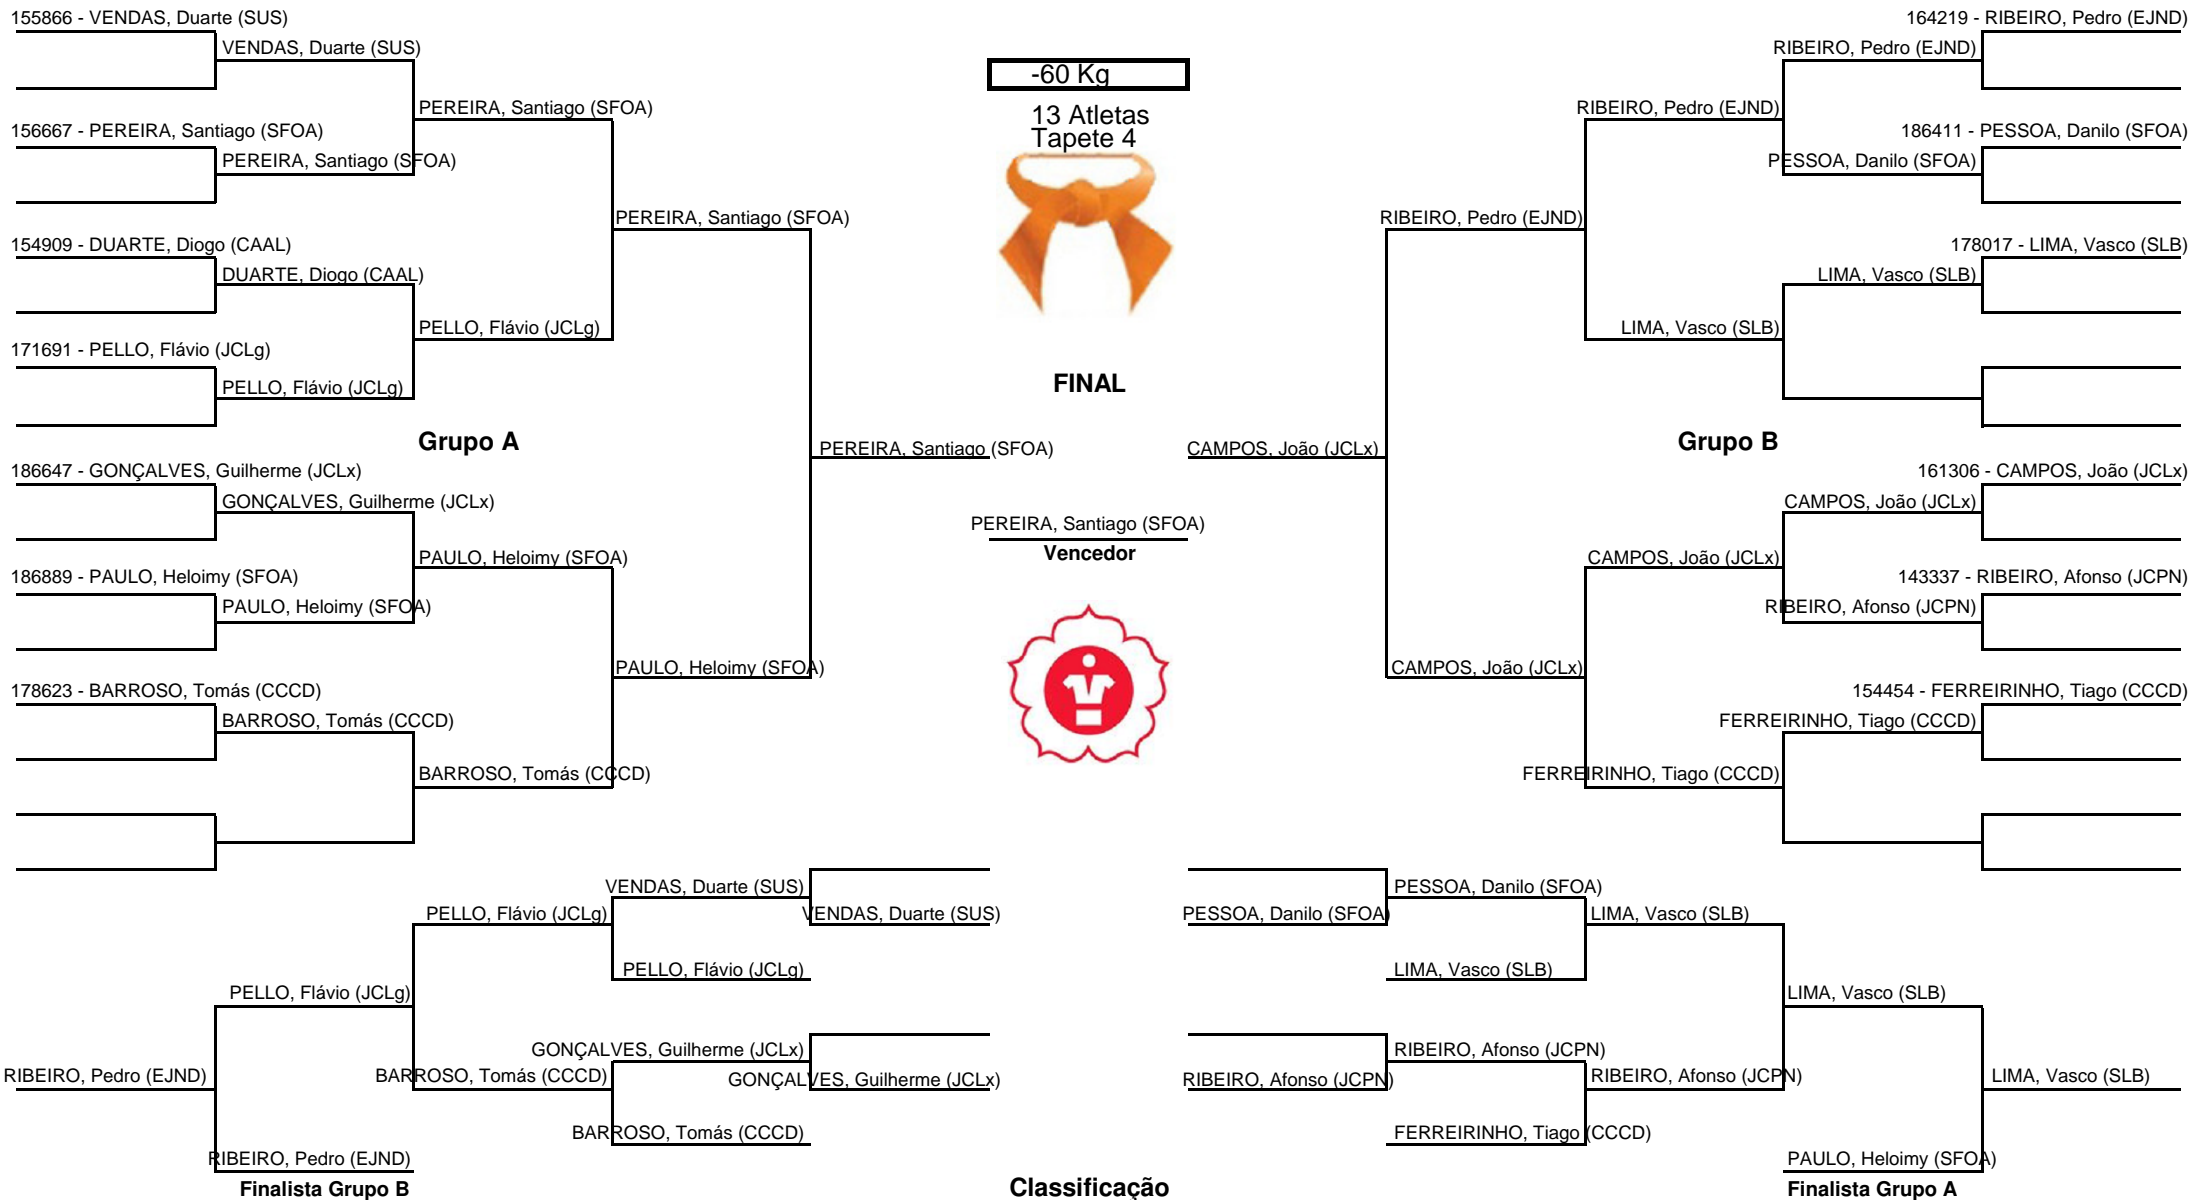 155866 - VENDAS, Duarte (SUS)
VENDAS, Duarte (SUS)
PEREIRA, Santiago (SFOA)
156667 - PEREIRA, Santiago (SFOA)
PEREIRA, Santiago (SFOA)
PEREIRA, Santiago (SFOA)
154909 - DUARTE, Diogo (CAAL)
DUARTE, Diogo (CAAL)
PELLO, Flávio (JCLg)
171691 - PELLO, Flávio (JCLg)
PELLO, Flávio (JCLg)
Grupo A
PEREIRA, Santiago (SFOA)
186647 - GONÇALVES, Guilherme (JCLx)
GONÇALVES, Guilherme (JCLx)
PAULO, Heloimy (SFOA)
186889 - PAULO, Heloimy (SFOA)
PAULO, Heloimy (SFOA)
PAULO, Heloimy (SFOA)
178623 - BARROSO, Tomás (CCCD)
BARROSO, Tomás (CCCD)
BARROSO, Tomás (CCCD)
-60 Kg
13 Atletas
Tapete 4
FINAL
PEREIRA, Santiago (SFOA)
Vencedor
164219 - RIBEIRO, Pedro (EJND)
RIBEIRO, Pedro (EJND)
RIBEIRO, Pedro (EJND)
186411 - PESSOA, Danilo (SFOA)
PESSOA, Danilo (SFOA)
RIBEIRO, Pedro (EJND)
178017 - LIMA, Vasco (SLB)
LIMA, Vasco (SLB)
LIMA, Vasco (SLB)
Grupo B
CAMPOS, João (JCLx)
161306 - CAMPOS, João (JCLx)
CAMPOS, João (JCLx)
CAMPOS, João (JCLx)
143337 - RIBEIRO, Afonso (JCPN)
RIBEIRO, Afonso (JCPN)
CAMPOS, João (JCLx)
154454 - FERREIRINHO, Tiago (CCCD)
FERREIRINHO, Tiago (CCCD)
FERREIRINHO, Tiago (CCCD)
VENDAS, Duarte (SUS)
PELLO, Flávio (JCLg)
VENDAS, Duarte (SUS)
PELLO, Flávio (JCLg)
PELLO, Flávio (JCLg)
GONÇALVES, Guilherme (JCLx)
RIBEIRO, Pedro (EJND)
BARROSO, Tomás (CCCD)
GONÇALVES, Guilherme (JCLx)
BARROSO, Tomás (CCCD)
RIBEIRO, Pedro (EJND)
Finalista Grupo B
Classificação
PESSOA, Danilo (SFOA)
PESSOA, Danilo (SFOA)
LIMA, Vasco (SLB)
LIMA, Vasco (SLB)
LIMA, Vasco (SLB)
RIBEIRO, Afonso (JCPN)
RIBEIRO, Afonso (JCPN)
RIBEIRO, Afonso (JCPN)
LIMA, Vasco (SLB)
FERREIRINHO, Tiago (CCCD)
PAULO, Heloimy (SFOA)
Finalista Grupo A